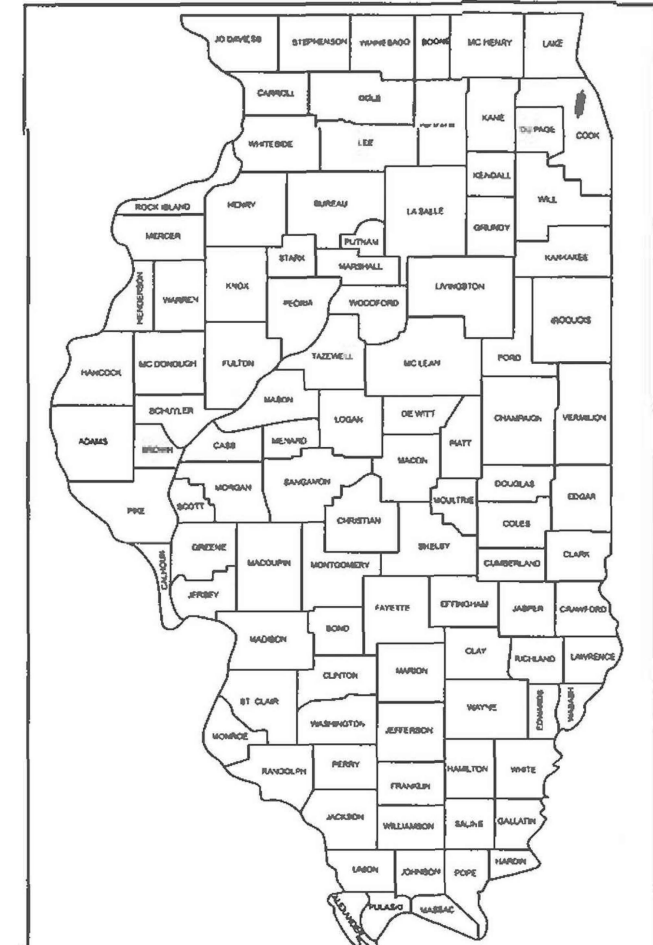 JO DAVIESS
STEPHENSON
WINNEBAGO
BOONE
MC HENRY
LAKE
CARROLL
OGLE
KANE
DU PAGE
COOK
WHITESIDE
LEE
KENDALL
WILL
ROCK ISLAND
HENRY
BUREAU
LA SALLE
GRUNDY
MERCER
PUTNAM
STARK
MARSHALL
KANKAKEE
HENDERSON
WARREN
KNOX
PEORIA
WOODFORD
LIVINGSTON
IROQUOIS
HANCOCK
MC DONOUGH
FULTON
TAZEWELL
MC LEAN
FORD
MASON
SCHUYLER
LOGAN
DE WITT
CHAMPAIGN
VERMILION
ADAMS
BROWN
CASS
MENARD
PIATT
MACON
PIKE
SCOTT
MORGAN
SANGAMON
MOULTRIE
DOUGLAS
EDGAR
CHRISTIAN
COLES
CALHOUN
GREENE
MACOUPIN
MONTGOMERY
SHELBY
CUMBERLAND
CLARK
JERSEY
FAYETTE
EFFINGHAM
JASPER
CRAWFORD
MADISON
BOND
CLAY
RICHLAND
LAWRENCE
CLINTON
MARION
ST CLAIR
WAYNE
EDWARDS
WABASH
MONROE
WASHINGTON
JEFFERSON
RANDOLPH
PERRY
HAMILTON
WHITE
FRANKLIN
JACKSON
WILLIAMSON
SALINE
GALLATIN
UNION
JOHNSON
POPE
HARDIN
ALEXANDER
PULASKI
MASSAC